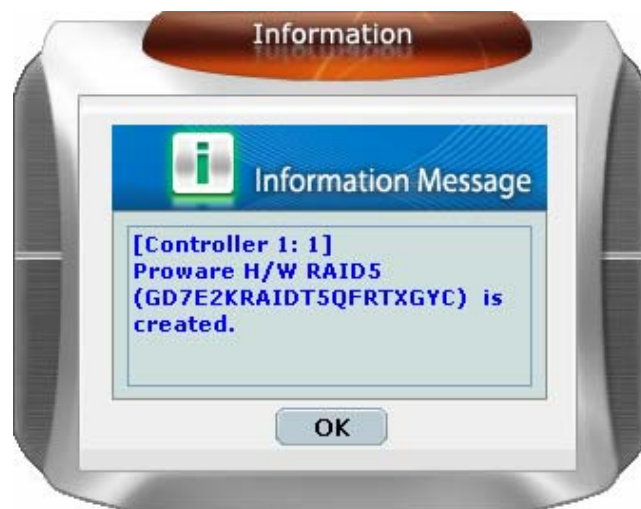 Information
Information Message
[Controller 1: 1]
Proware H/W RAID5
(GD7E2KRAIDT5QFRTXGYC) is
created.
OK